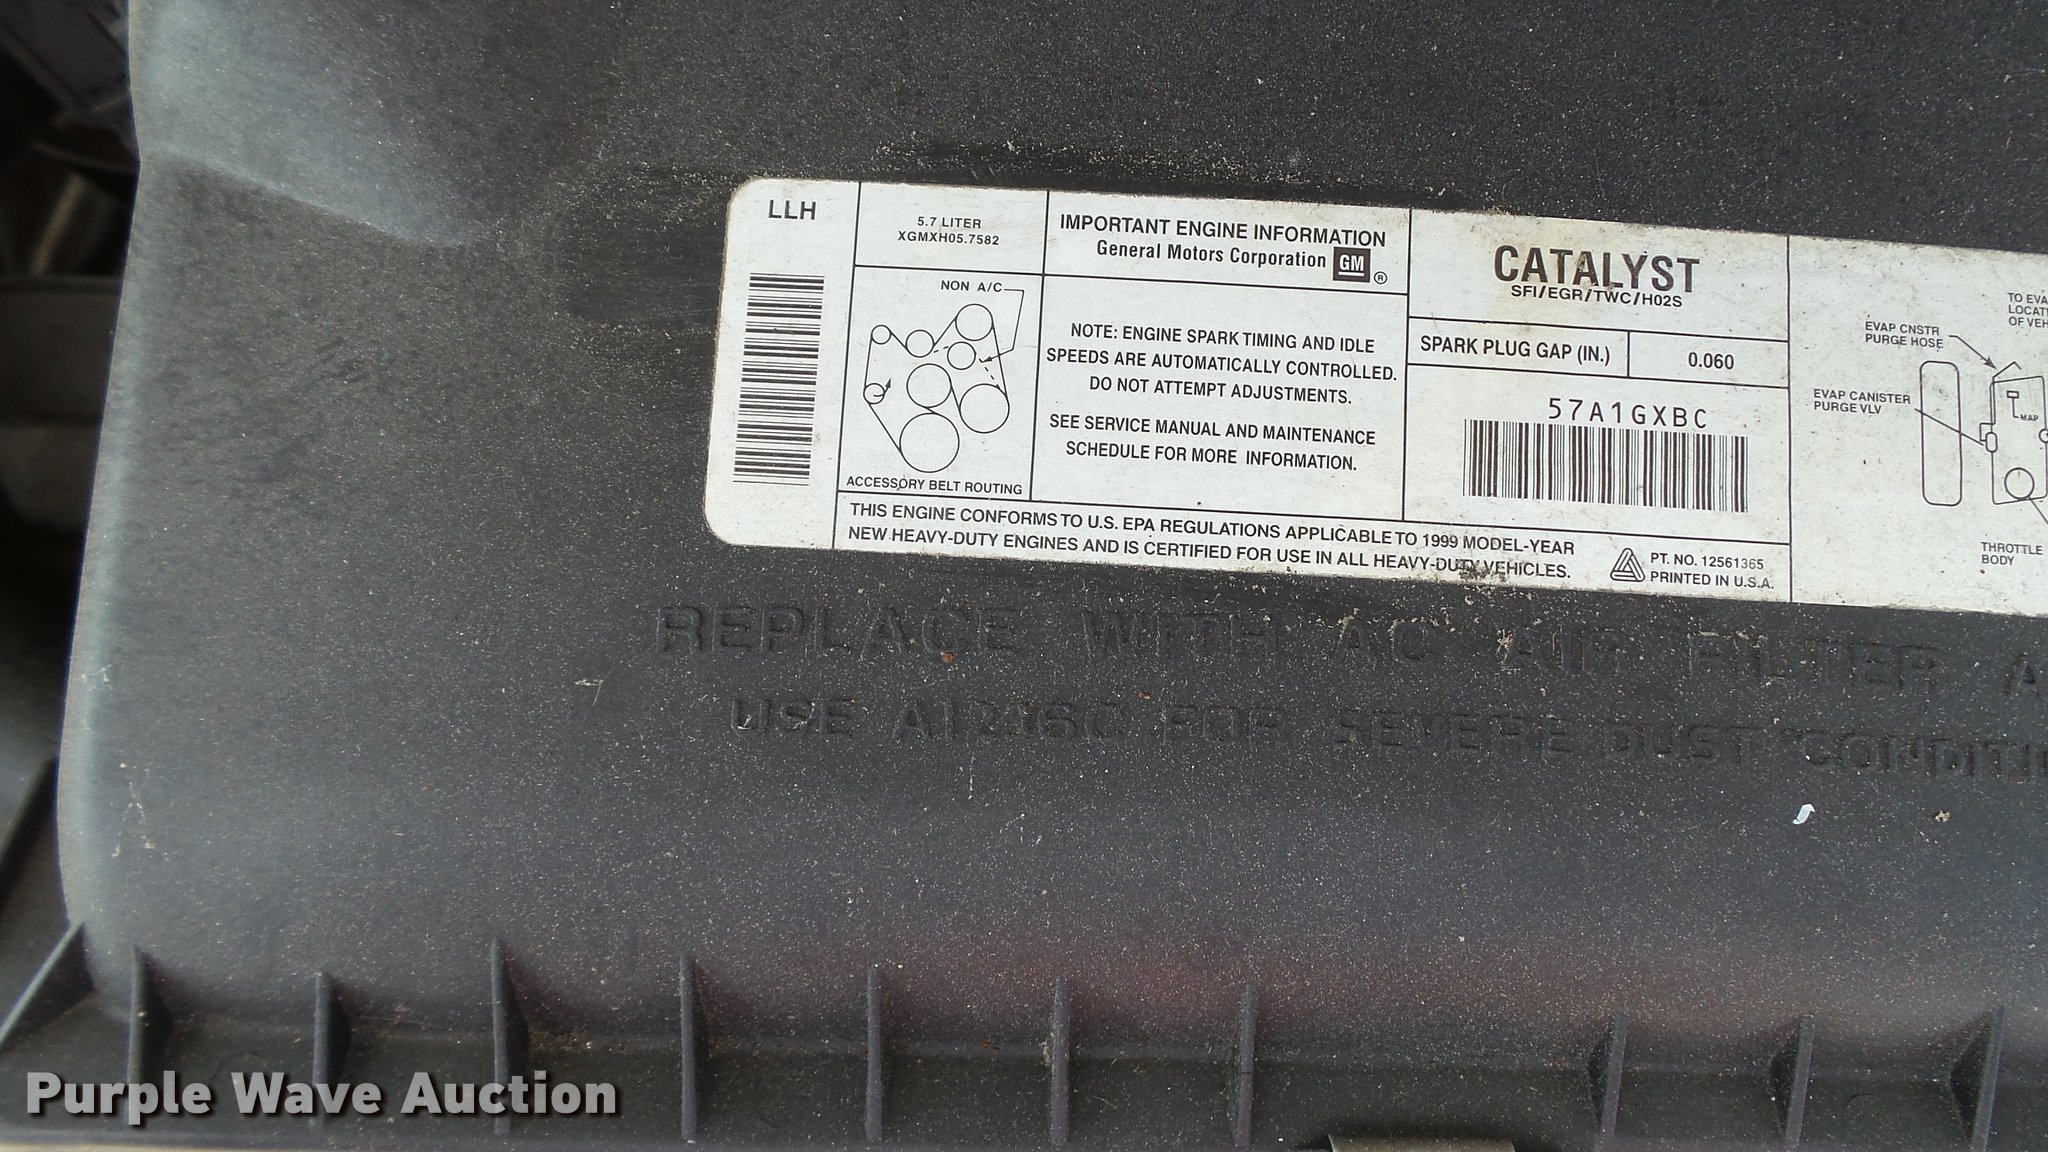 LLH
5.7 LITER
XGMXH05.7582
NON A/C
ACCESSORY BELT ROUTING
IMPORTANT ENGINE INFORMATION
General Motors Corporation GM ®
NOTE: ENGINE SPARK TIMING AND IDLE
SPEEDS ARE AUTOMATICALLY CONTROLLED.
DO NOT ATTEMPT ADJUSTMENTS.
SEE SERVICE MANUAL AND MAINTENANCE
SCHEDULE FOR MORE INFORMATION.
CATALYST
SFI/EGR/TWC/HO2S
SPARK PLUG GAP (IN.) 0.060
57A1GXBC
THIS ENGINE CONFORMS TO U.S. EPA REGULATIONS APPLICABLE TO 1999 MODEL-YEAR
NEW HEAVY-DUTY ENGINES AND IS CERTIFIED FOR USE IN ALL HEAVY-DUTY VEHICLES.
PT. NO. 12561365
PRINTED IN U.S.A.
TO EVA
LOCATI
OF VEH
EVAP CNSTR
PURGE HOSE
EVAP CANISTER
PURGE VLV
MAP
THROTTLE
BODY
REPLACE WITH AC AIR FILTER A
USE FOR SEVERE DUST CONDITI
Purple Wave Auction